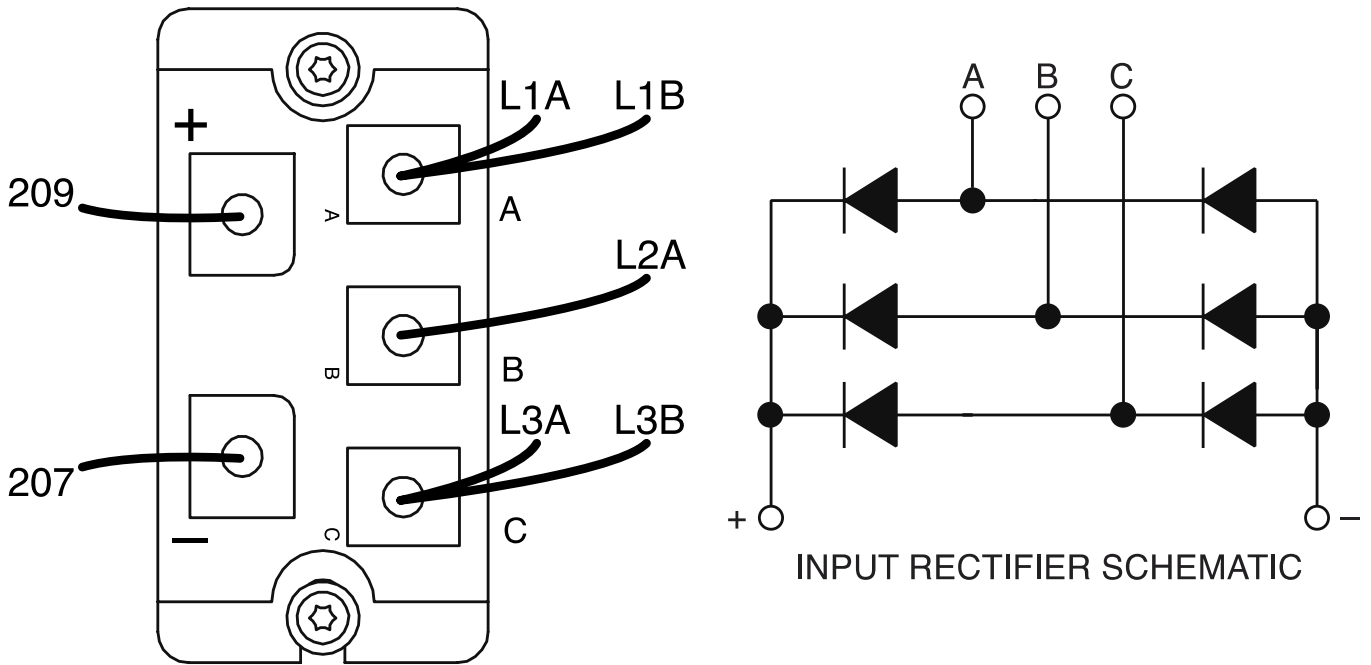 +
209
L1A L1B
A
A
L2A
B
B
207
L3A L3B
C
C
—
A B C
+ —
INPUT RECTIFIER SCHEMATIC